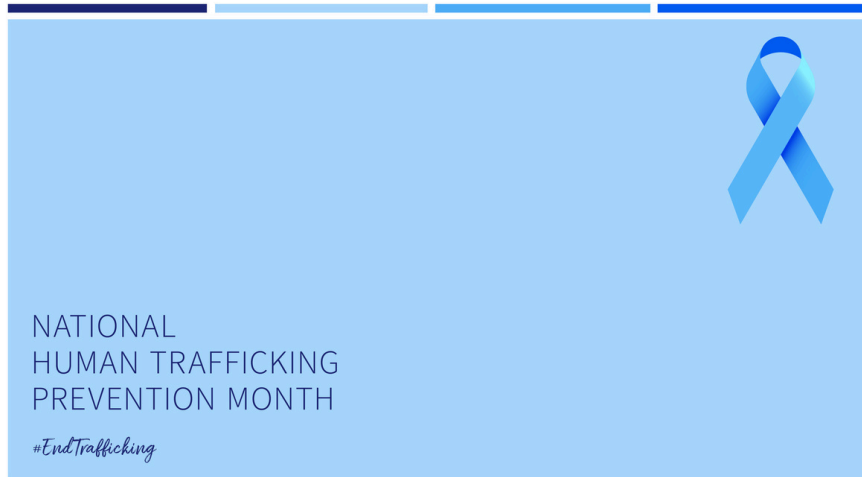 NATIONAL
HUMAN TRAFFICKING
PREVENTION MONTH
#EndTrafficking